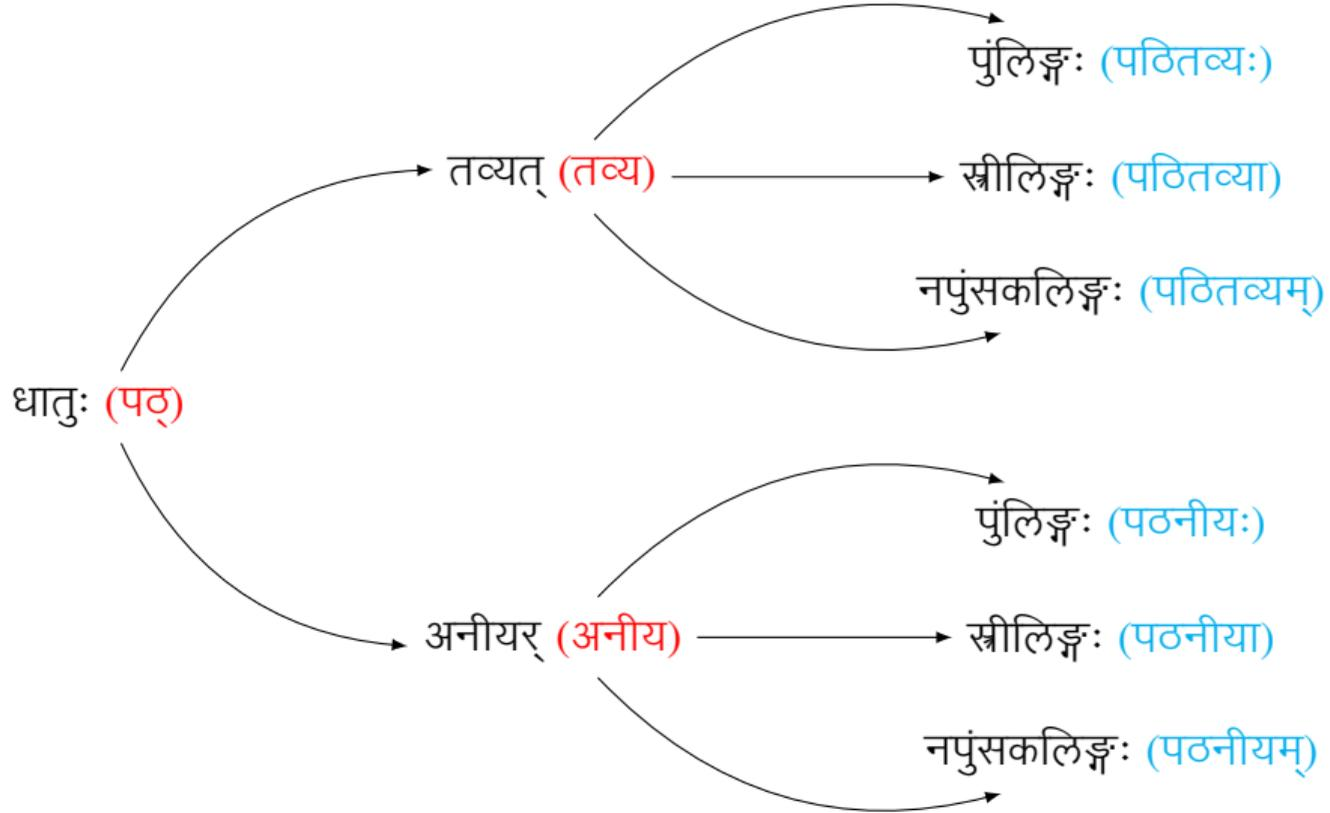 पुंलिङ्गः (पठितव्यः)
तव्यत् (तव्य)
स्त्रीलिङ्गः (पठितव्या)
नपुंसकलिङ्गः (पठितव्यम्)
धातुः (पठ्)
पुंलिङ्गः (पठनीयः)
अनीयर् (अनीय)
स्त्रीलिङ्गः (पठनीया)
नपुंसकलिङ्गः (पठनीयम्)